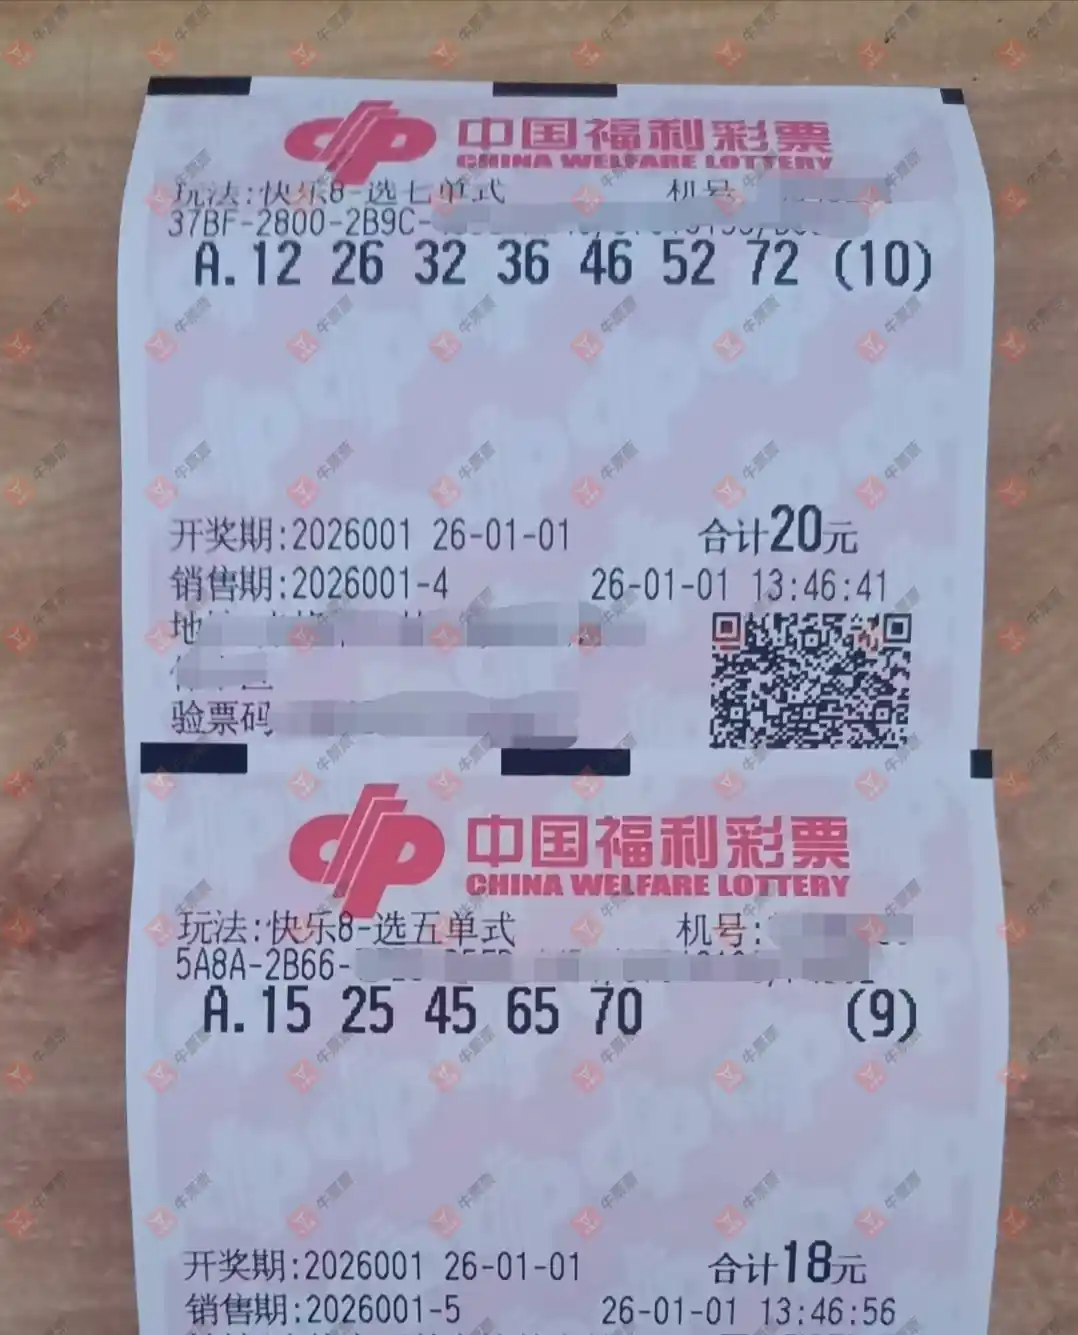 中国福利彩票
CHINA WELFARE LOTTERY
玩法:快乐8-选七单式 机号
37BF-2800-2B9C-
A.12 26 32 36 46 52 72 (10)
开奖期:2026001 26-01-01 合计20元
销售期:2026001-4 26-01-01 13:46:41
地
验票码
中国福利彩票
CHINA WELFARE LOTTERY
玩法:快乐8-选五单式 机号:
5A8A-2B66-
A.15 25 45 65 70 (9)
开奖期:2026001 26-01-01 合计18元
销售期:2026001-5 26-01-01 13:46:56
牛票票